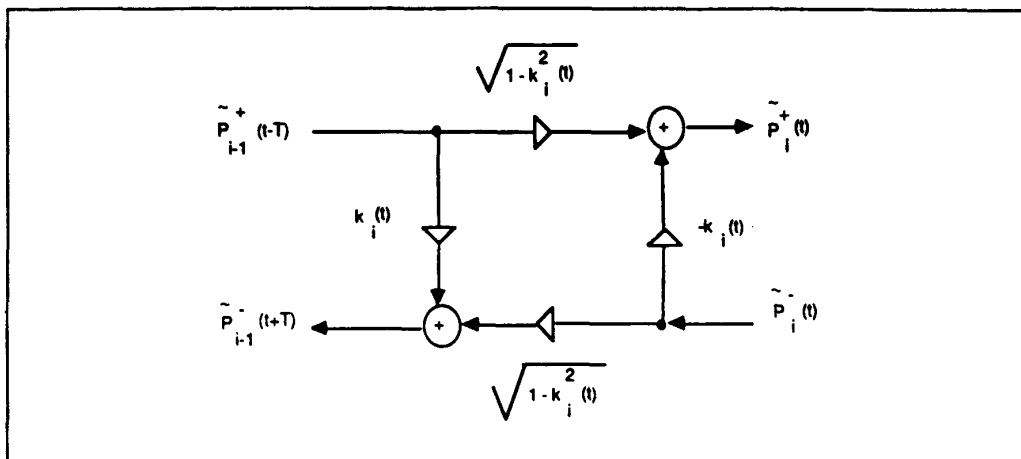 √1 - k_i^2 (t)
P̃_{i-1}^+ (t-T)
+
P̃_i^+ (t)
k_i (t)
-k_i (t)
P̃_{i-1}^- (t+T)
+
P̃_i^- (t)
√1 - k_i^2 (t)